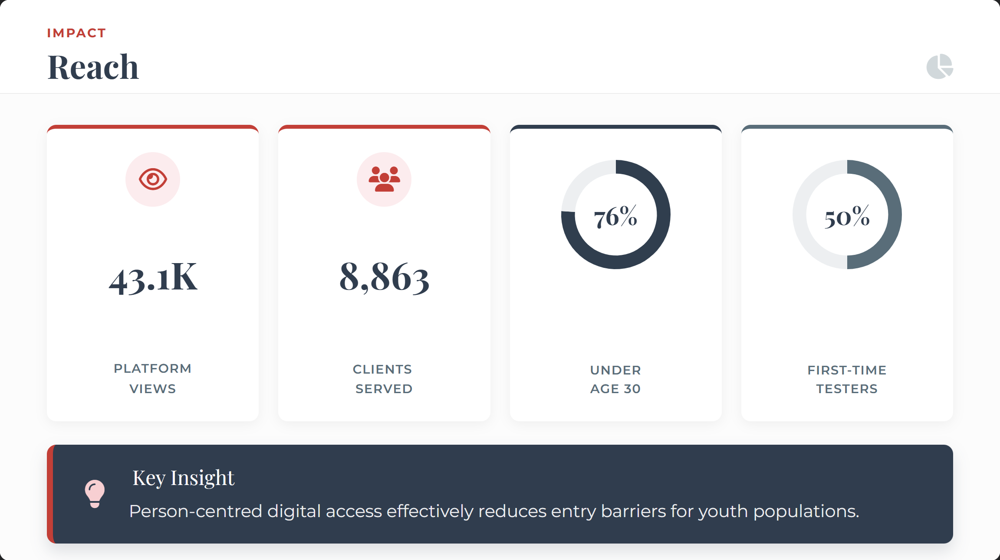 IMPACT
Reach
43.1K
PLATFORM
VIEWS
8,863
CLIENTS
SERVED
76%
UNDER
AGE 30
50%
FIRST-TIME
TESTERS
Key Insight
Person-centred digital access effectively reduces entry barriers for youth populations.